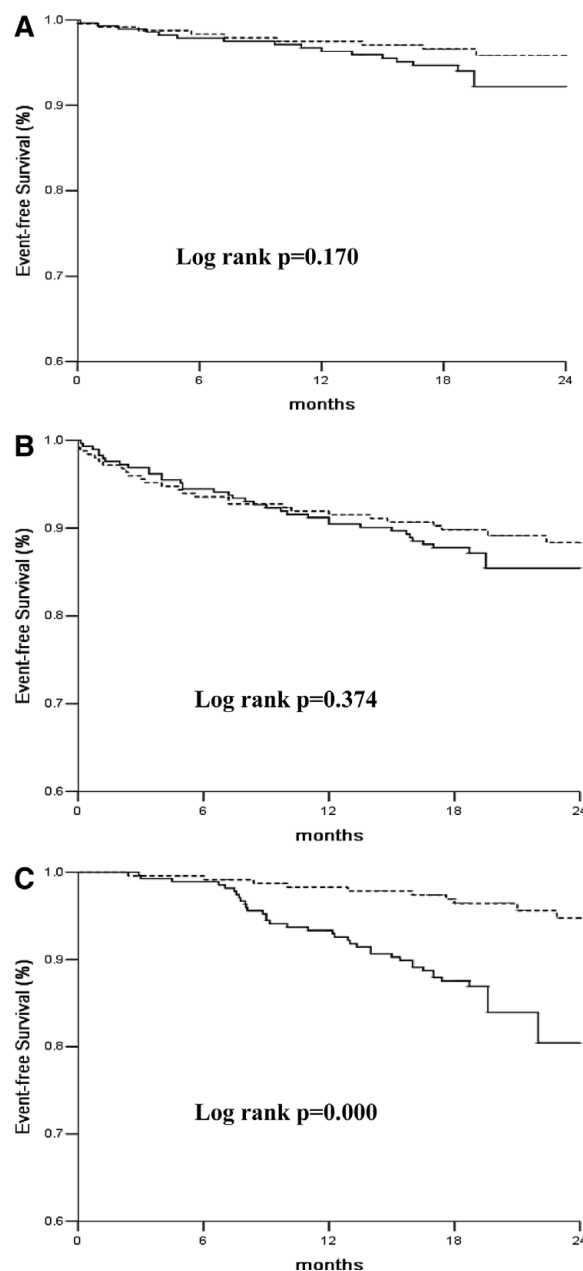 A
Event-free Survival (%)
1.0
0.9
0.8
0.7
0.6
Log rank p=0.170
0 6 12 18 24
months
B
Event-free Survival (%)
1.0
0.9
0.8
0.7
0.6
Log rank p=0.374
0 6 12 18 24
months
C
Event-free Survival (%)
1.0
0.9
0.8
0.7
0.6
Log rank p=0.000
0 6 12 18 24
months